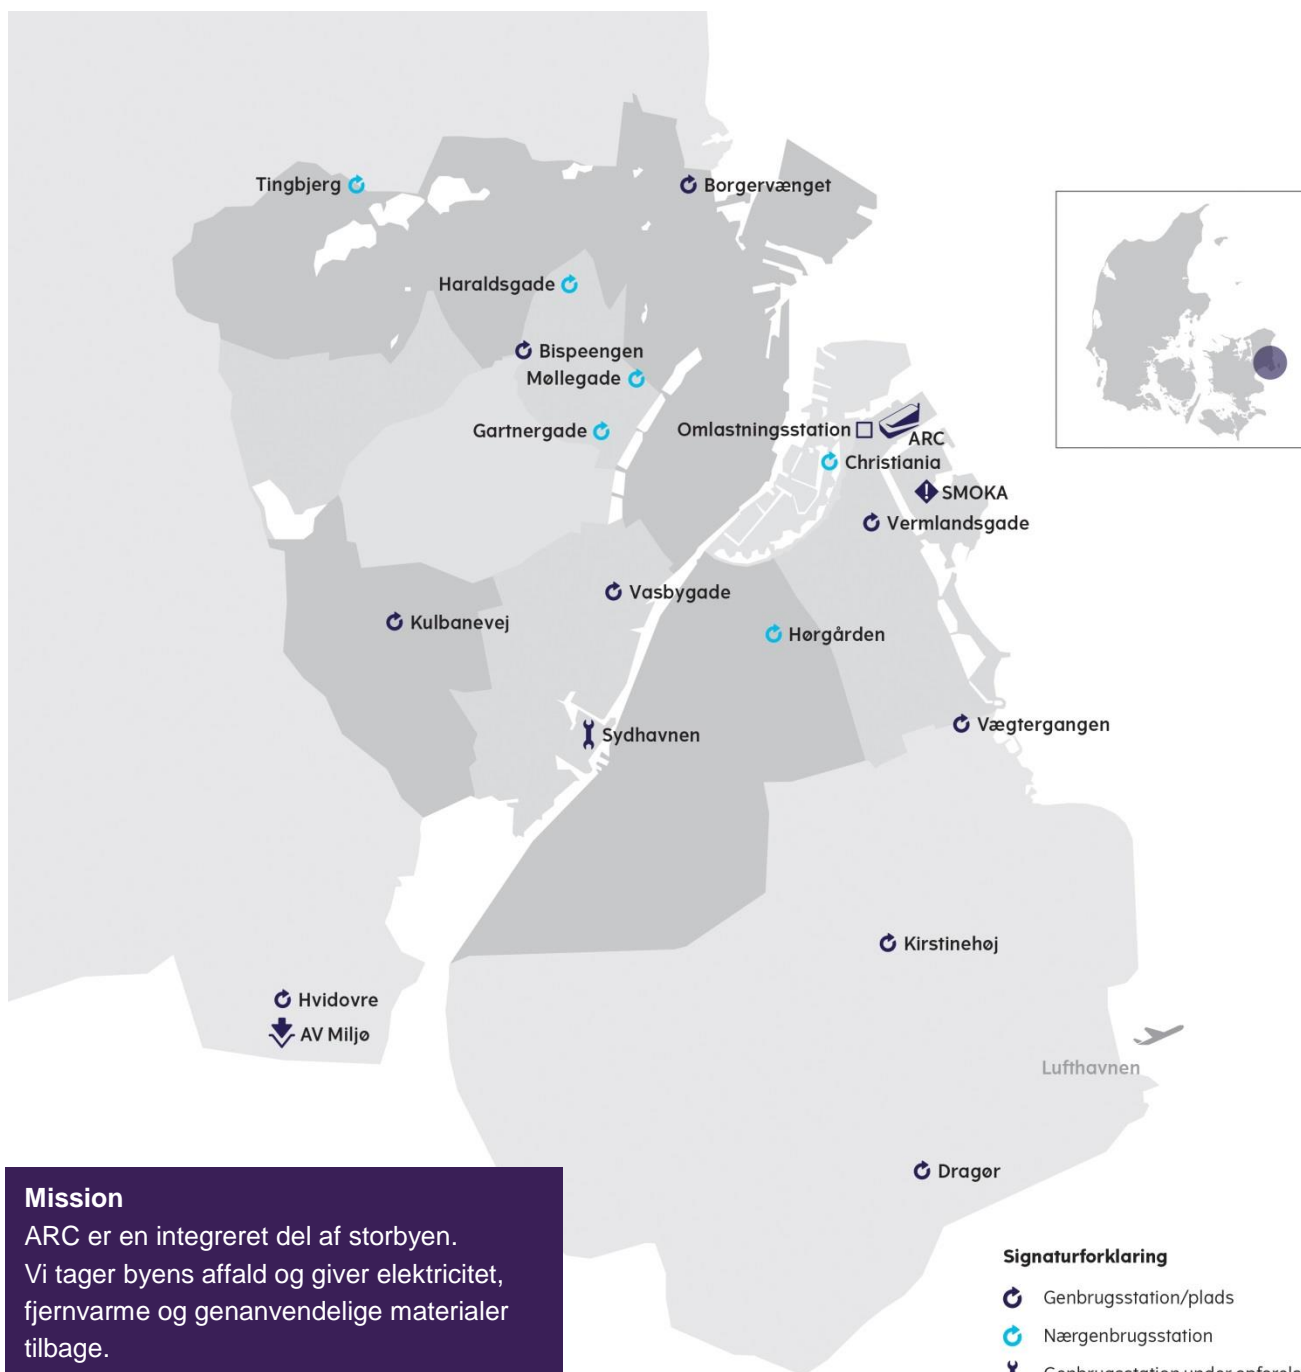 Tingbjerg
Borgervænget
Haraldsgade
Bispeengen
Møllegade
Gartnergade
Omlastningsstation
ARC
Christiania
SMOKA
Vermlandsgade
Vasbygade
Kulbanevej
Hørgården
Vægtergangen
Sydhavnen
Kirstinehøj
Hvidovre
AV Miljø
Lufthavnen
Dragør
Mission
ARC er en integreret del af storbyen.
Vi tager byens affald og giver elektricitet,
fjernvarme og genanvendelige materialer
tilbage.
Signaturforklaring
Genbrugsstation/plads
Nærgenbrugsstation
Genbrugsstation under